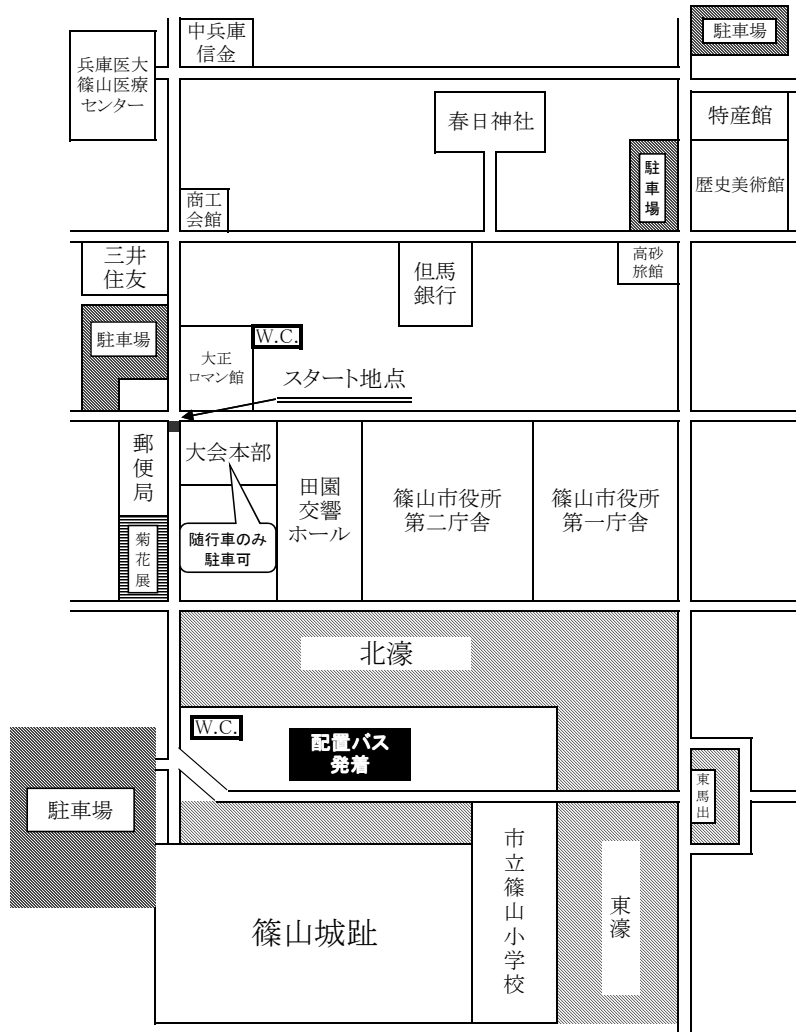 中兵庫
信金
駐車場
兵庫医大
篠山医療
センター
春日神社
特産館
駐車場
歴史美術館
商工
会館
三井
住友
但馬
銀行
高砂
旅館
駐車場
W.C.
大正
ロマン館
スタート地点
郵便局
大会本部
田園
交響
ホール
篠山市役所
第二庁舎
篠山市役所
第一庁舎
随行車のみ
駐車可
菊花展
北濠
W.C.
配置バス
発着
東馬出
駐車場
市立篠山小学校
東濠
篠山城趾